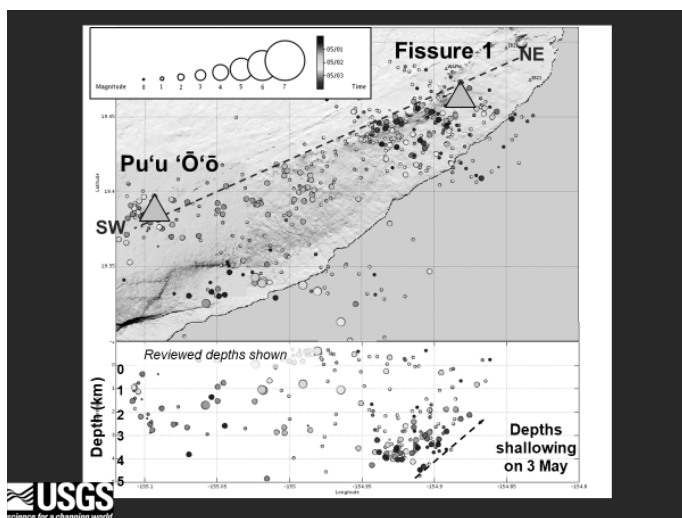 Fissure 1
NE
05/01
05/02
05/03
Magnitude 0 1 2 3 4 5 6 7 Time
19.45
Puʻu ʻŌʻō
Latitude
19.4
SW
19.35
Reviewed depths shown
0
1
2
3
4
5
Depth (km)
Depths
shallowing
on 3 May
-155.1 -155.05 -155 -154.95 -154.9 -154.85 -154.8
Longitude
USGS
science for a changing world